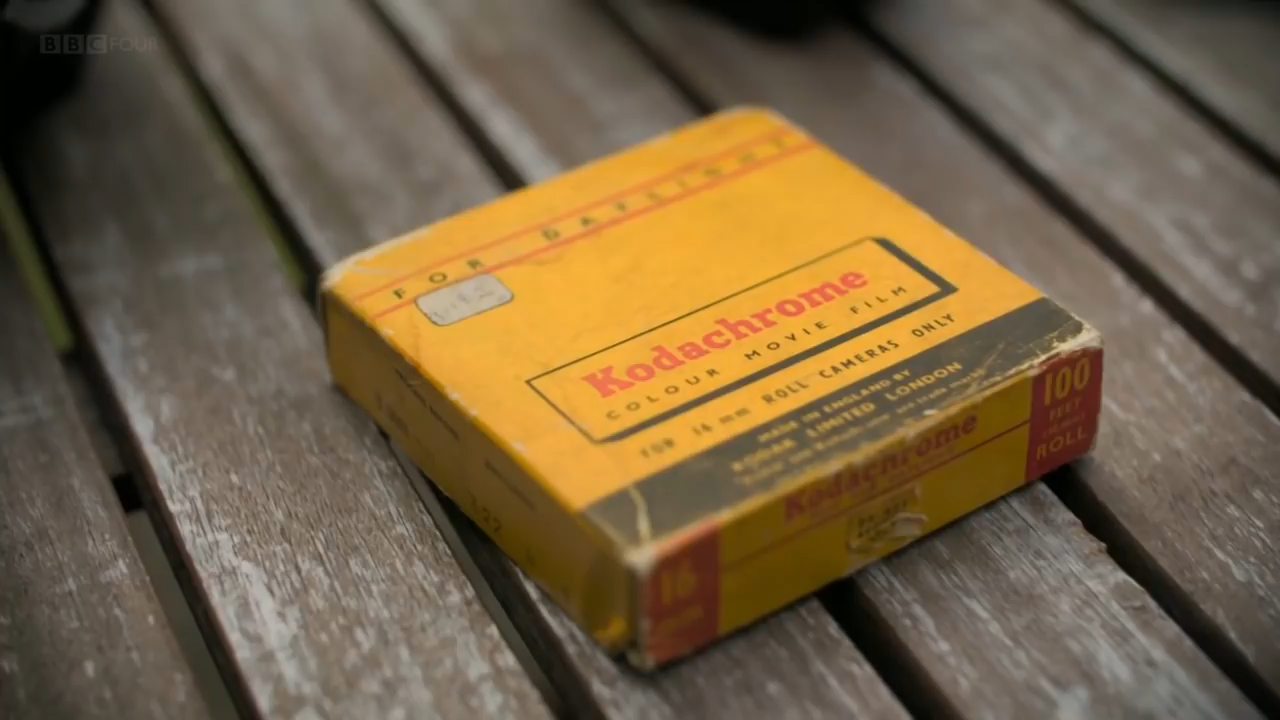 BBC FOUR
FOR DAYLIGHT
Kodachrome
COLOUR MOVIE FILM
FOR 16 mm ROLL CAMERAS ONLY
MADE IN ENGLAND BY
KODAK LIMITED LONDON
Kodachrome
100
FEET
ROLL
16